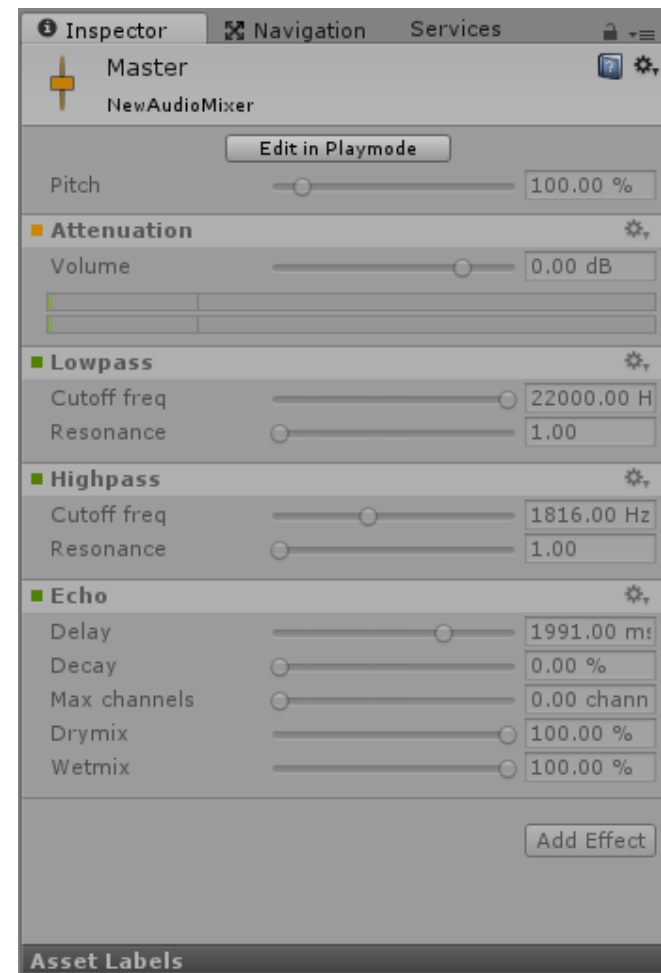 Inspector Navigation Services
Master
NewAudioMixer
Edit in Playmode
Pitch 100.00 %
Attenuation
Volume 0.00 dB
Lowpass
Cutoff freq 22000.00 H
Resonance 1.00
Highpass
Cutoff freq 1816.00 Hz
Resonance 1.00
Echo
Delay 1991.00 ms
Decay 0.00 %
Max channels 0.00 chann
Drymix 100.00 %
Wetmix 100.00 %
Add Effect
Asset Labels